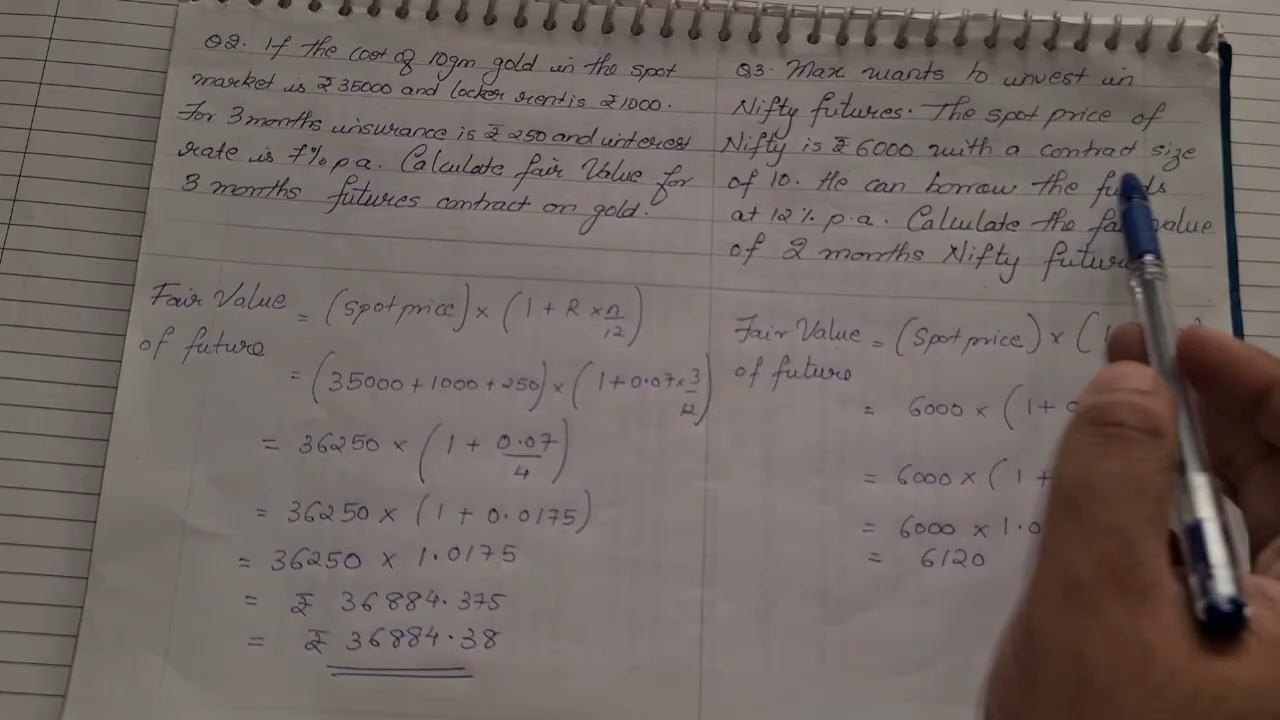 Q2. If the cost of 10gm gold in the spot
market is ₹ 35000 and locker rent is ₹1000.
For 3 months insurance is ₹ 250 and interest
rate is 7% p.a. Calculate fair Value for
3 months futures contract on gold.
Fair Value = (Spot price) × (1 + R × n/12)
of future
= (35000 + 1000 + 250) × (1 + 0.07 × 3/12)
= 36250 × (1 + 0.07/4)
= 36250 × (1 + 0.0175)
= 36250 × 1.0175
= ₹ 36884.375
= ₹ 36884.38
Q3. Max wants to invest in
Nifty futures. The spot price of
Nifty is ₹ 6000 with a contract size
of 10. He can borrow the funds
at 12% p.a. Calculate the value
of 2 months Nifty
Fair Value = (Spot price) × (
of future
= 6000 × (1 +
= 6000 × (1 +
= 6000 × 1.0
= 6120